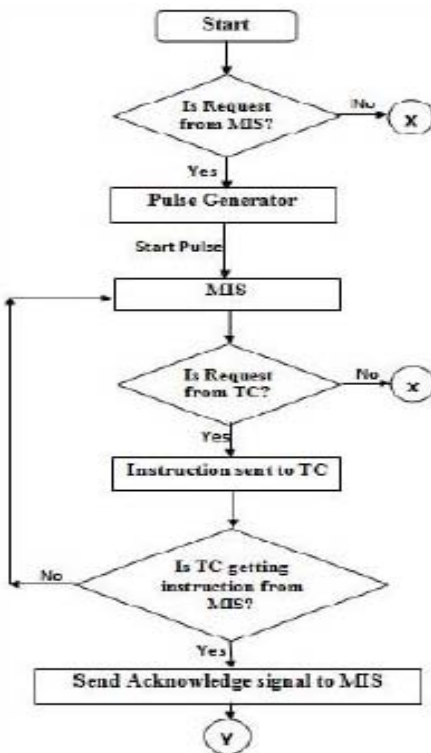 Start
Is Request
from MIS?
No
X
Yes
Pulse Generator
Start Pulse
MIS
Is Request
from TC?
No
x
Yes
Instruction sent to TC
Is TC getting
instruction from
MIS?
No
Yes
Send Acknowledge signal to MIS
Y